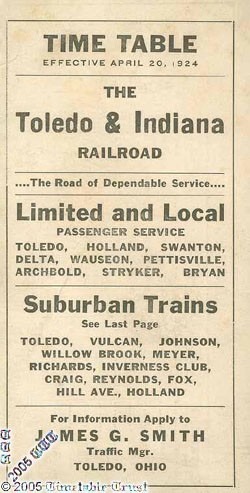 TIME TABLE
EFFECTIVE APRIL 20, 1924
THE
Toledo & Indiana
RAILROAD
....The Road of Dependable Service....
Limited and Local
PASSENGER SERVICE
TOLEDO, HOLLAND, SWANTON,
DELTA, WAUSEON, PETTISVILLE,
ARCHBOLD, STRYKER, BRYAN
Suburban Trains
See Last Page
TOLEDO, VULCAN, JOHNSON,
WILLOW BROOK, MEYER,
RICHARDS, INVERNESS CLUB,
CRAIG, REYNOLDS, FOX,
HILL AVE., HOLLAND
For Information Apply to
JAMES G. SMITH
Traffic Mgr.
TOLEDO, OHIO
2005
© 2005